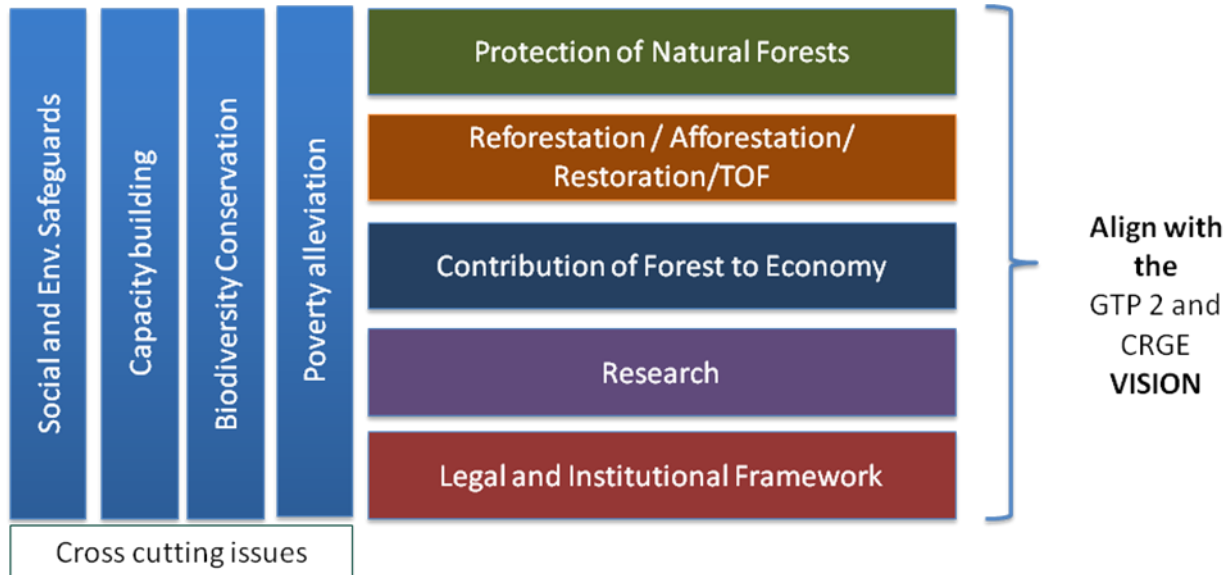 Social and Env. Safeguards
Capacity building
Biodiversity Conservation
Poverty alleviation
Cross cutting issues
Protection of Natural Forests
Reforestation / Afforestation/
Restoration/TOF
Contribution of Forest to Economy
Research
Legal and Institutional Framework
Align with
the
GTP 2 and
CRGE
VISION